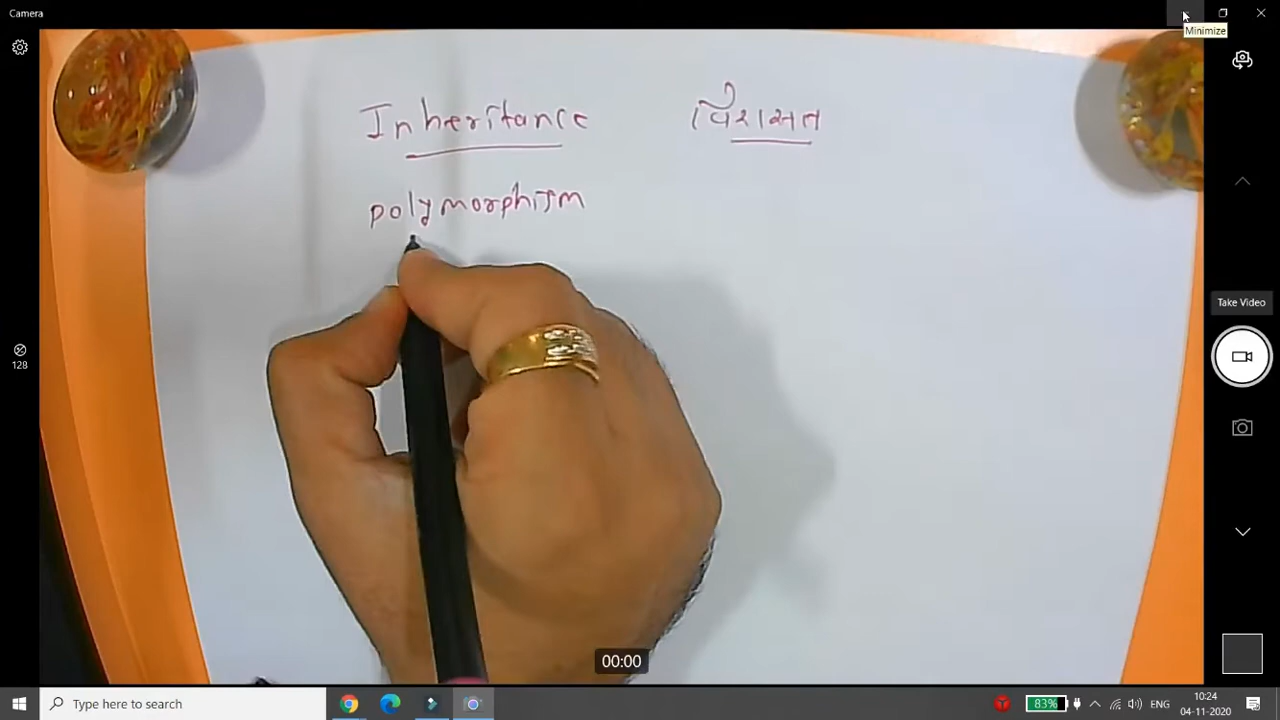 Camera
Minimize
Inheritance વિરાસત
polymorphism
Take Video
128
00:00
Type here to search
83%
ENG
10:24
04-11-2020